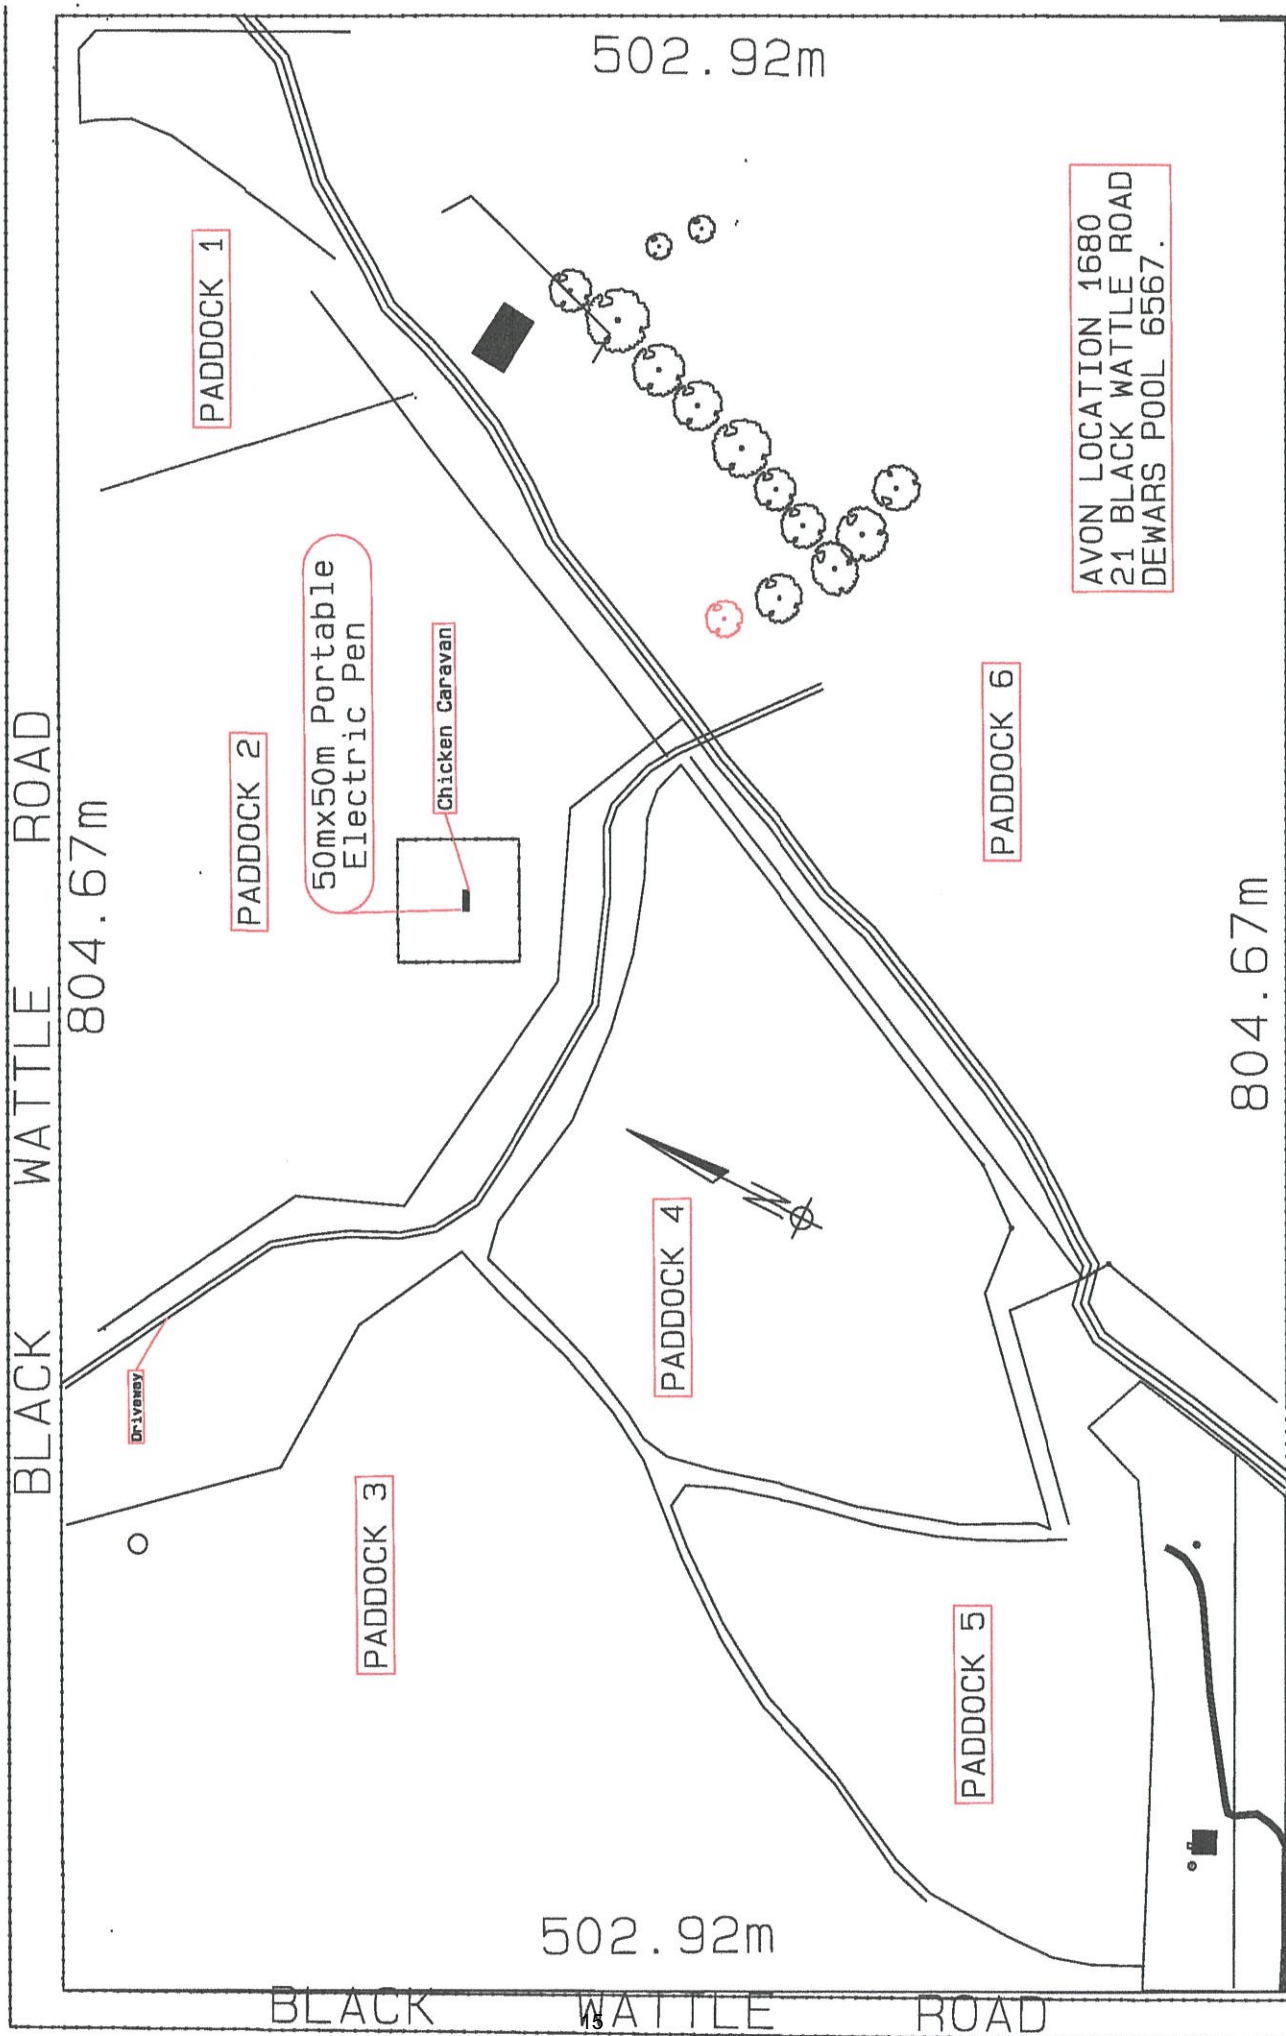 502.92m
PADDOCK 1
AVON LOCATION 1680
21 BLACK WATTLE ROAD
DEWARS POOL 6567.
50mx50m Portable
Electric Pen
Chicken Caravan
PADDOCK 2
PADDOCK 6
BLACK WATTLE ROAD
804.67m
804.67m
N
PADDOCK 4
Driveway
PADDOCK 3
PADDOCK 5
502.92m
BLACK WATTLE ROAD
15